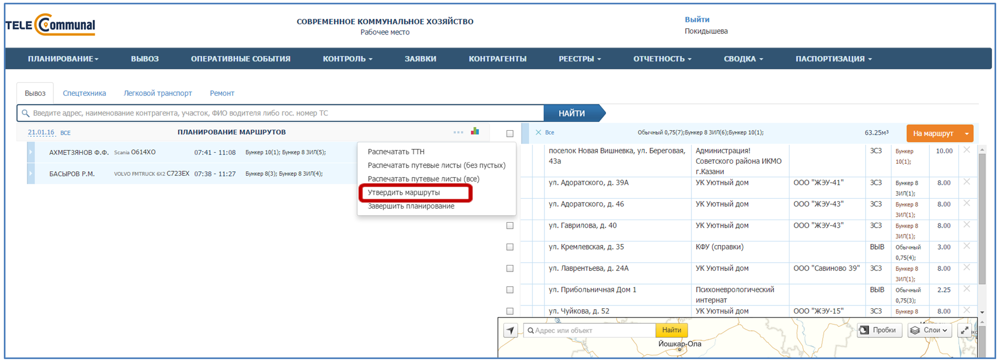 TELE Communal
СОВРЕМЕННОЕ КОММУНАЛЬНОЕ ХОЗЯЙСТВО
Рабочее место
Выйти
Покидышева
ПЛАНИРОВАНИЕ ВЫВОЗ ОПЕРАТИВНЫЕ СОБЫТИЯ КОНТРОЛЬ ЗАЯВКИ КОНТРАГЕНТЫ РЕЕСТРЫ ОТЧЕТНОСТЬ СВОДКА ПАСПОРТИЗАЦИЯ
Вывоз Спецтехника Легковой транспорт Ремонт
Введите адрес, наименование контрагента, участок, ФИО водителя либо гос. номер ТС НАЙТИ
21.01.16 ВСЕ ПЛАНИРОВАНИЕ МАРШРУТОВ
АХМЕТЗЯНОВ Ф.Ф. Scania О614ХО 07:41 - 11:08 Бункер 10(1); Бункер 8 ЗИЛ(5);
БАСЫРОВ Р.М. VOLVO FMTRUCK 6X2 С723ЕХ 07:38 - 11:27 Бункер 8(3); Бункер 8 ЗИЛ(4);
Распечатать ТТН
Распечатать путевые листы (без пустых)
Распечатать путевые листы (все)
Утвердить маршруты
Завершить планирование
Все Обычный 0,75(7);Бункер 8 ЗИЛ(6);Бункер 10(1); 63.25м³ На маршрут
поселок Новая Вишневка, ул. Береговая, Администрация! ЗСЗ Бункер 10.00
43а Советского района ИКМО 10(1);
г.Казани
ул. Адоратского, д. 39А УК Уютный дом ООО "ЖЭУ-41" ЗСЗ Бункер 8 8.00
ЗИЛ(1);
ул. Адоратского, д. 46 УК Уютный дом ООО "ЖЭУ-43" ЗСЗ Бункер 8 8.00
ЗИЛ(1);
ул. Гаврилова, д. 40 УК Уютный дом ООО "ЖЭУ-43" ЗСЗ Бункер 8 8.00
ЗИЛ(1);
ул. Кремлевская, д. 35 КФУ (справки) ВЫВ Обычный 3.00
0,75(4);
ул. Лаврентьева, д. 24А УК Уютный дом ООО "Савиново 39" ЗСЗ Бункер 8 8.00
ЗИЛ(1);
ул. Прибольничная Дом 1 Психоневрологический ВЫВ Обычный 2.25
интернат 0,75(3);
ул. Чуйкова, д. 52 УК Уютный дом ООО "ЖЭУ-15" ЗСЗ Бункер 8 8.00
Адрес или объект Найти Пробки Слои
Йошкар-Ола